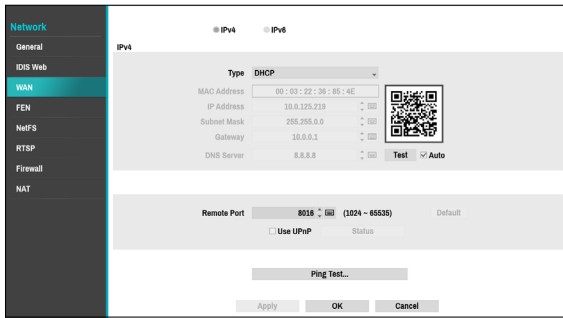 Network
General
IDIS Web
WAN
FEN
NetFS
RTSP
Firewall
NAT
IPv4 IPv6
IPv4
Type DHCP
MAC Address 00 : 03 : 22 : 36 : 85 : 4E
IP Address 10.0.125.219
Subnet Mask 255.255.0.0
Gateway 10.0.0.1
DNS Server 8.8.8.8 Test Auto
Remote Port 8016 (1024 ~ 65535) Default
Use UPnP Status
Ping Test...
Apply OK Cancel